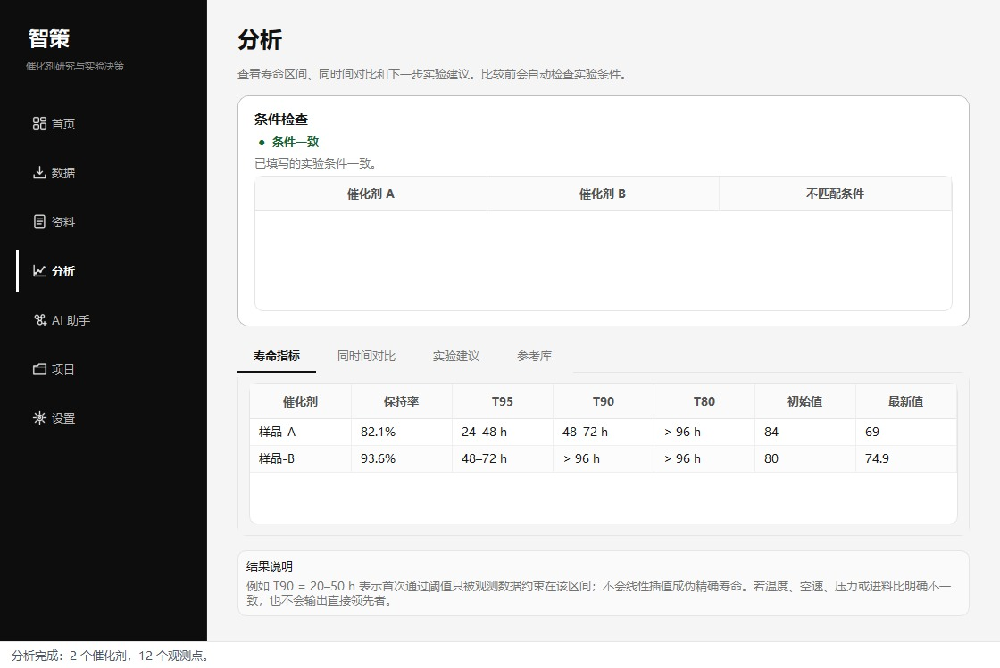 智策
催化剂研究与实验决策
首页
数据
资料
分析
AI 助手
项目
设置
分析
查看寿命区间、同时间对比和下一步实验建议。比较前会自动检查实验条件。
条件检查
● 条件一致
已填写的实验条件一致。
催化剂 A 催化剂 B 不匹配条件
寿命指标 同时间对比 实验建议 参考库
催化剂 保持率 T95 T90 T80 初始值 最新值
样品-A 82.1% 24–48 h 48–72 h > 96 h 84 69
样品-B 93.6% 48–72 h > 96 h > 96 h 80 74.9
结果说明
例如 T90 = 20–50 h 表示首次通过阈值只被观测数据约束在该区间；不会线性插值成伪精确寿命。若温度、空速、压力或进料比明确不一
致，也不会输出直接领先者。
分析完成：2 个催化剂，12 个观测点。